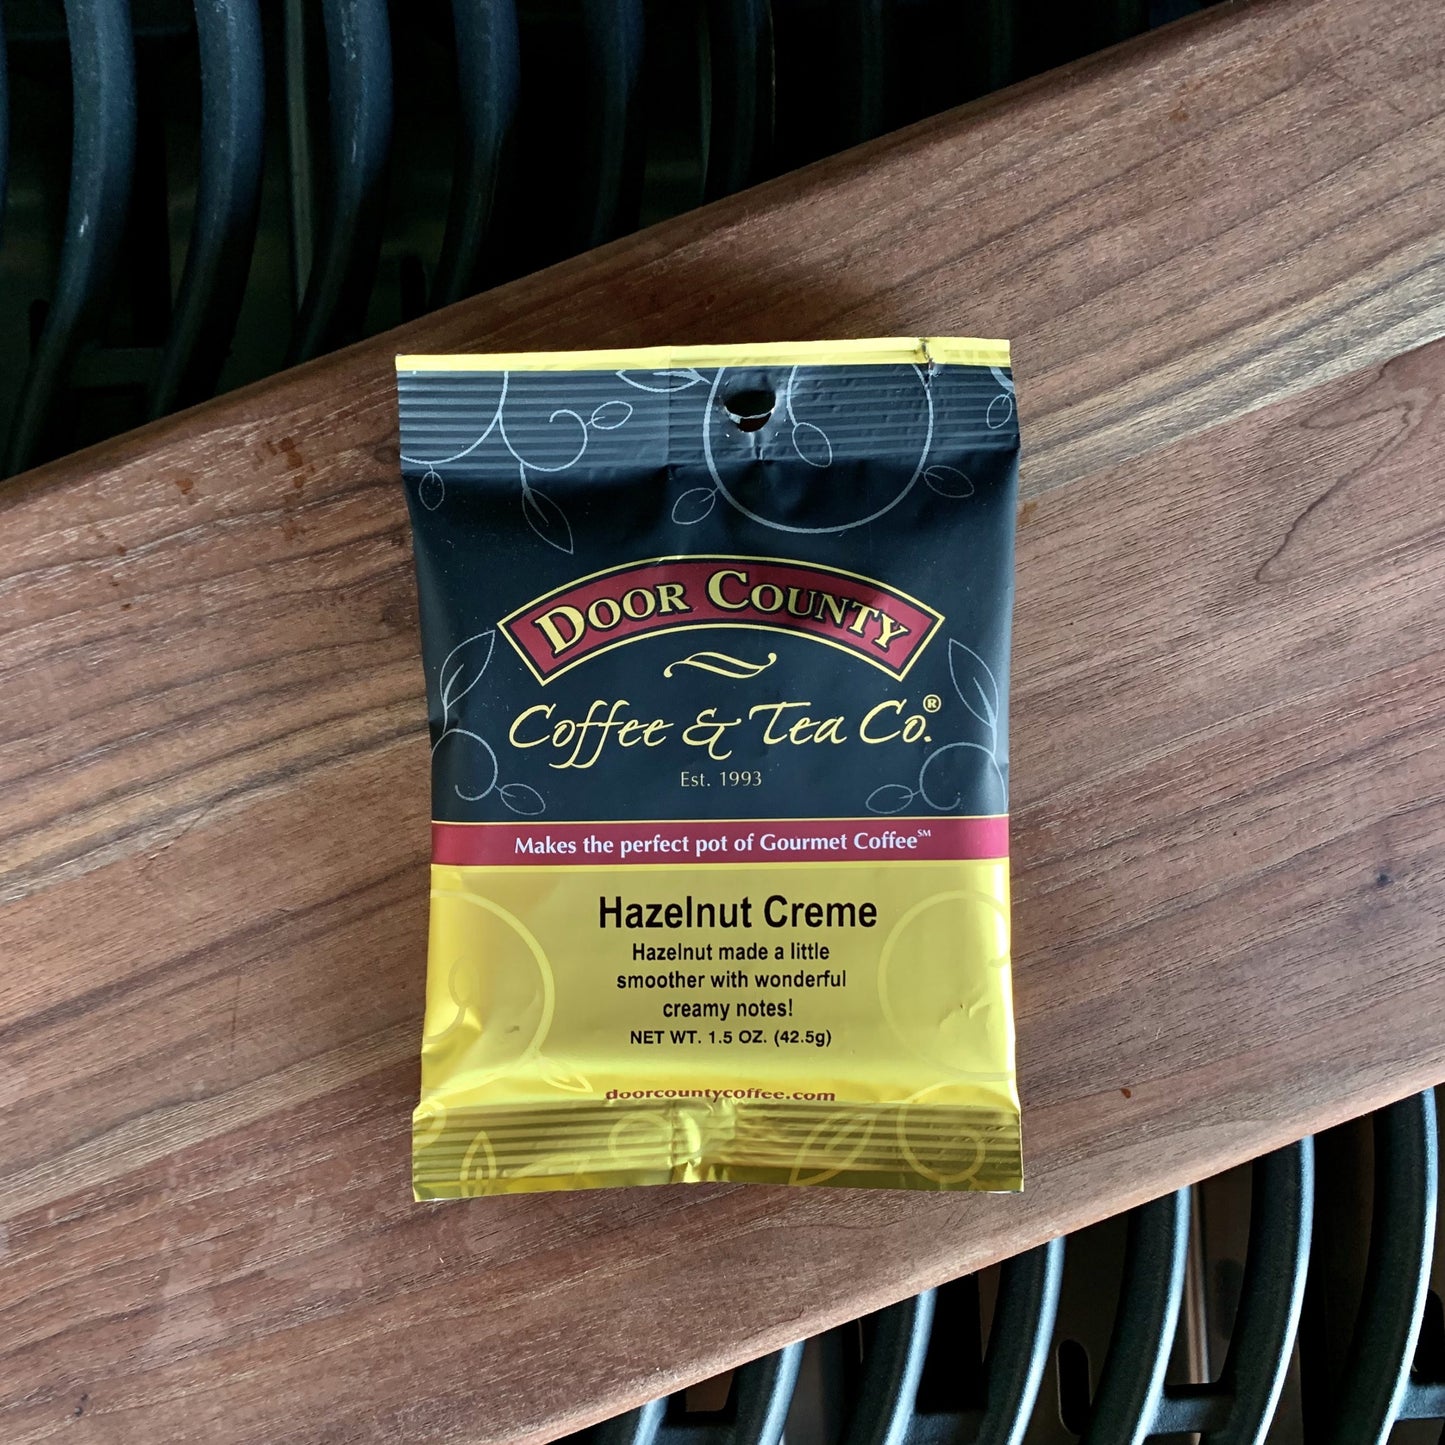 DOOR COUNTY
Coffee & Tea Co.®
Est. 1993
Makes the perfect pot of Gourmet Coffee℠
Hazelnut Creme
Hazelnut made a little
smoother with wonderful
creamy notes!
NET WT. 1.5 OZ. (42.5g)
doorcountycoffee.com